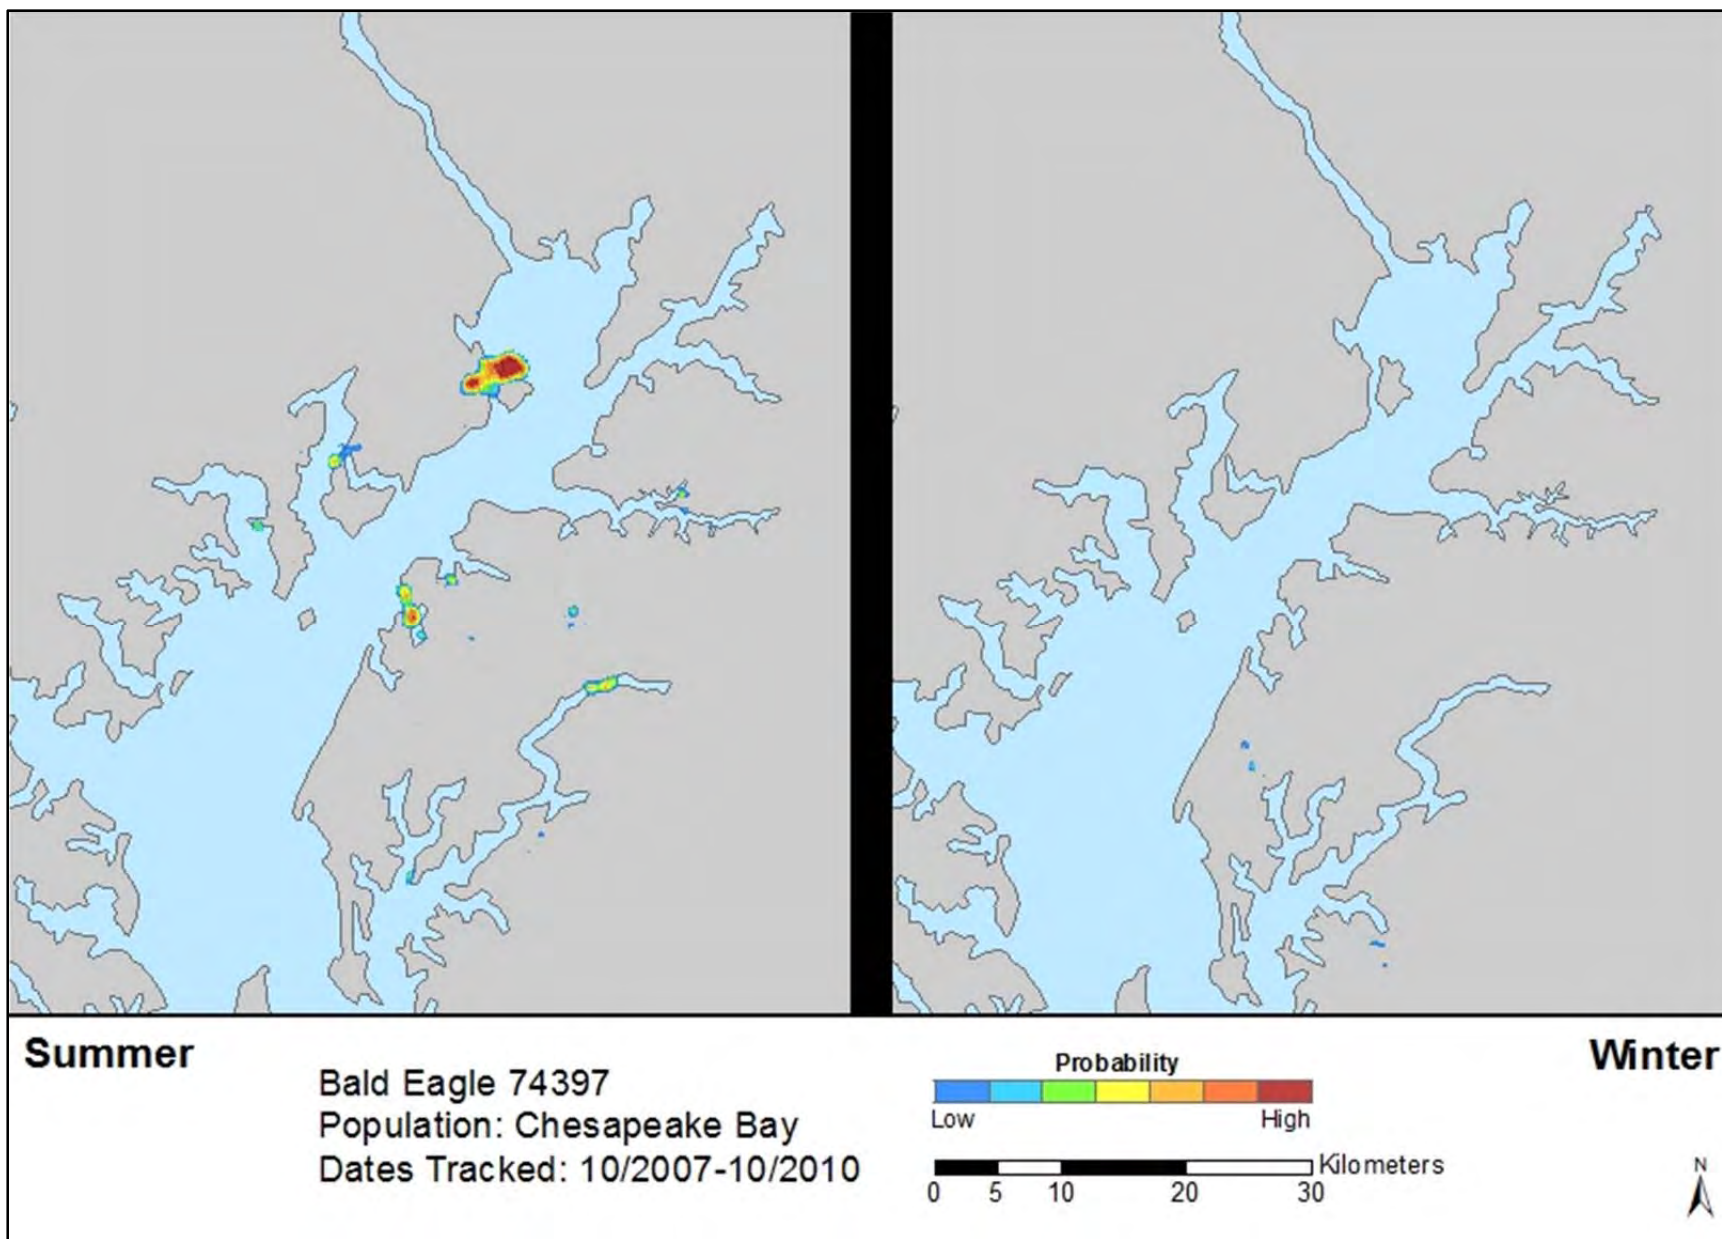 Summer
Winter
Bald Eagle 74397
Population: Chesapeake Bay
Dates Tracked: 10/2007-10/2010
Probability
Low High
Kilometers
0 5 10 20 30
N